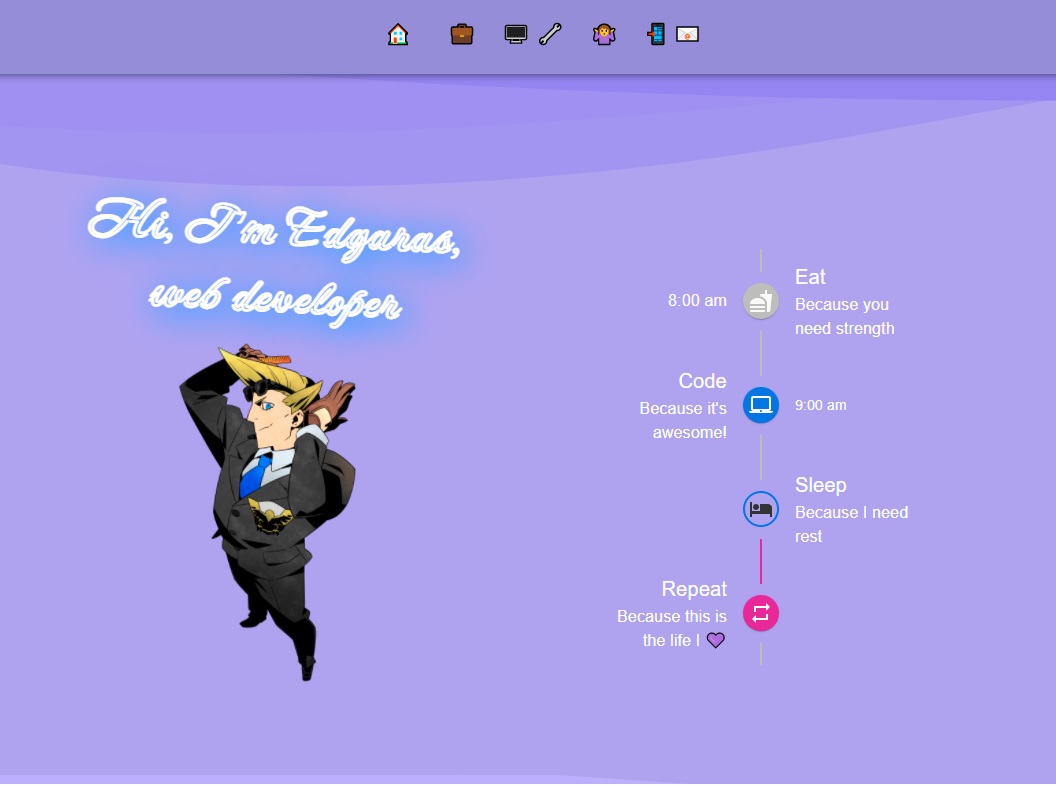 Hi, I'm Edgaras,
web developer
8:00 am
Eat
Because you
need strength
Code
Because it's
awesome!
9:00 am
Sleep
Because I need
rest
Repeat
Because this is
the life I 💜